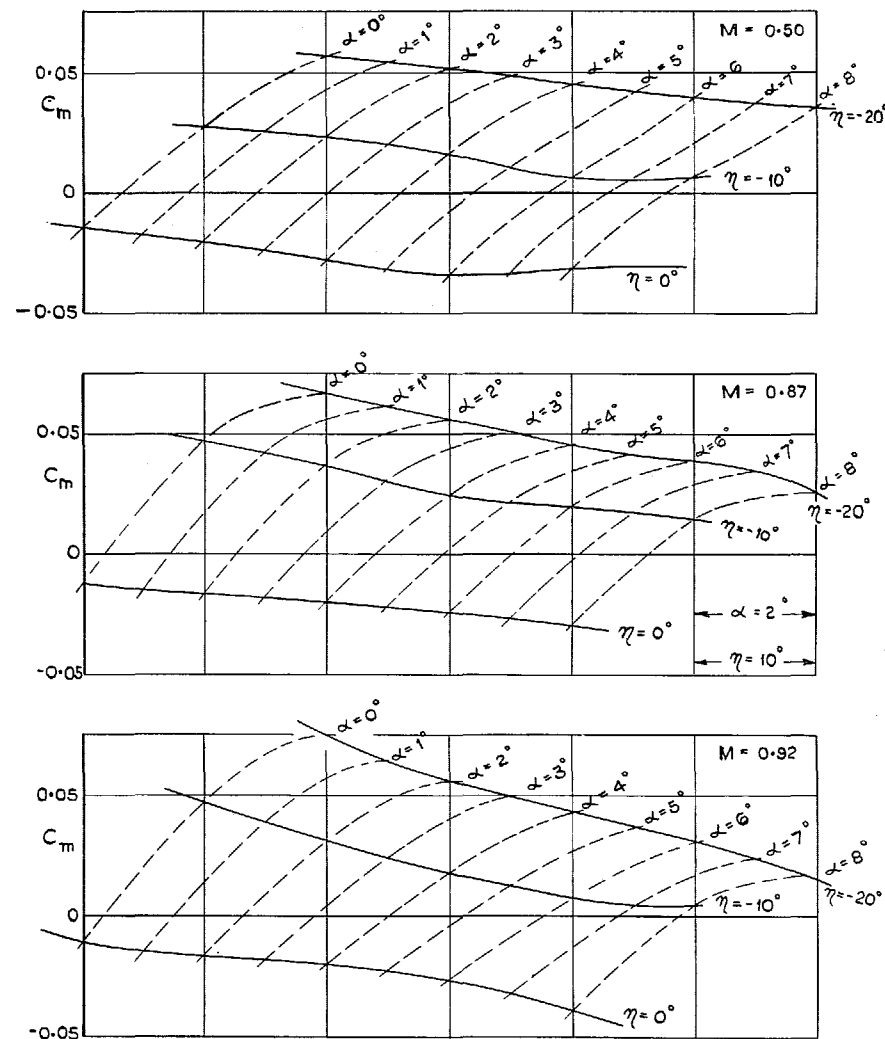 M = 0.50
α=0° α=1° α=2° α=3° α=4° α=5° α=6 α=7° α=8°
0.05
Cm
η=-20°
η=-10°
0
η=0°
-0.05
M = 0.87
α=0° α=1° α=2° α=3° α=4° α=5° α=6° α=7° α=8°
0.05
Cm
η=-20°
η=-10°
0
α = 2°
η=0°
η = 10°
-0.05
M = 0.92
α=0° α=1° α=2° α=3° α=4° α=5° α=6° α=7° α=8°
0.05
Cm
η=-20°
η=-10°
0
η=0°
-0.05